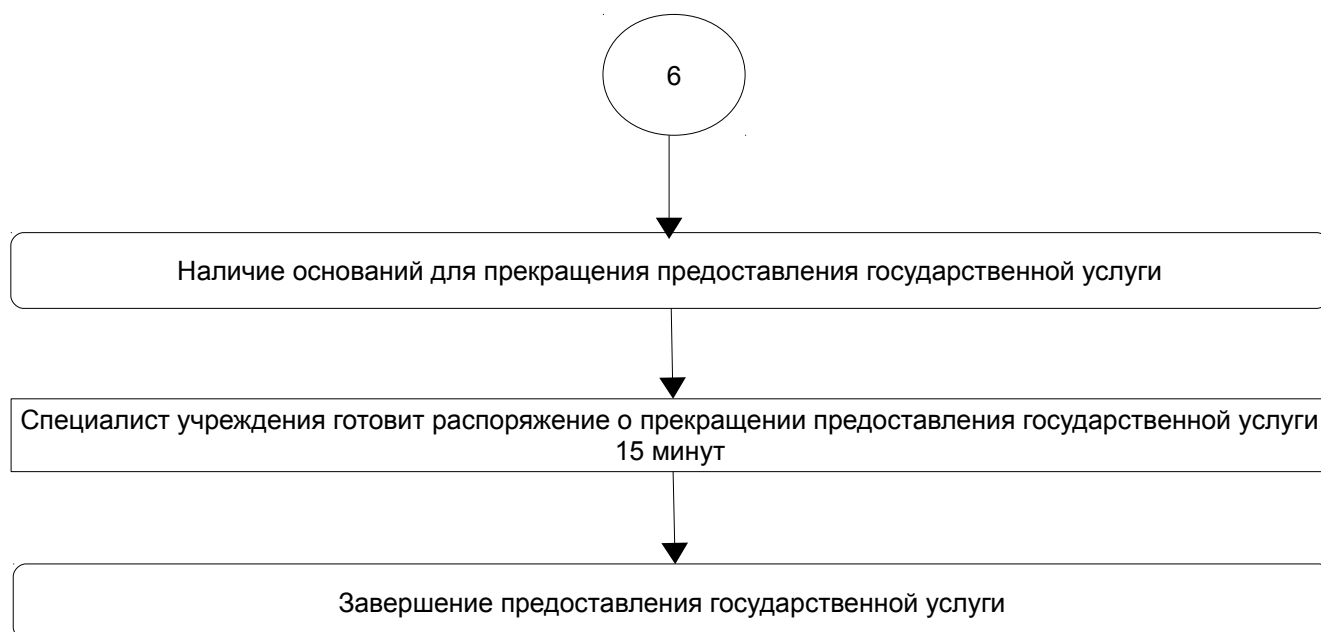 6
Наличие оснований для прекращения предоставления государственной услуги
Специалист учреждения готовит распоряжение о прекращении предоставления государственной услуги
15 минут
Завершение предоставления государственной услуги